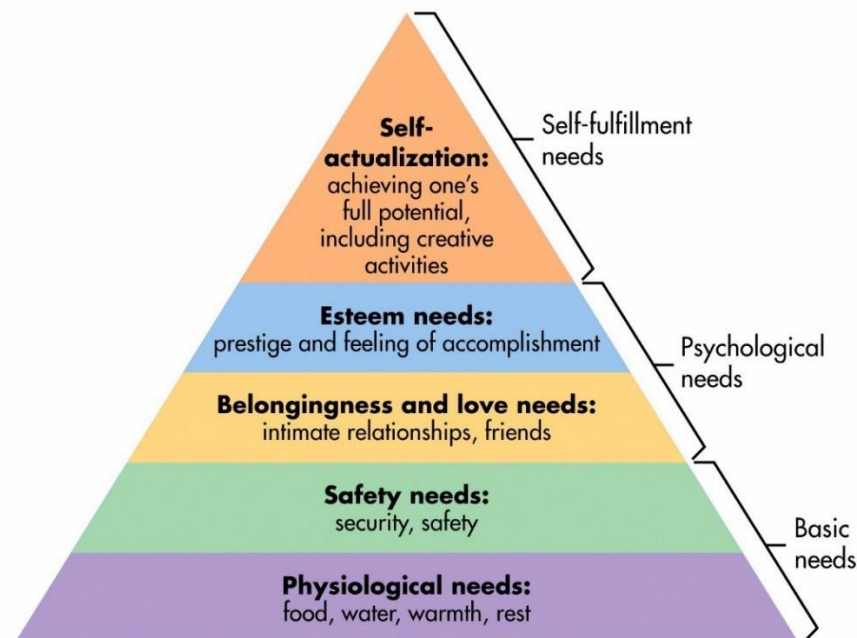 Self-
actualization:
achieving one's
full potential,
including creative
activities
Self-fulfillment
needs
Esteem needs:
prestige and feeling of accomplishment
Psychological
needs
Belongingness and love needs:
intimate relationships, friends
Safety needs:
security, safety
Basic
needs
Physiological needs:
food, water, warmth, rest